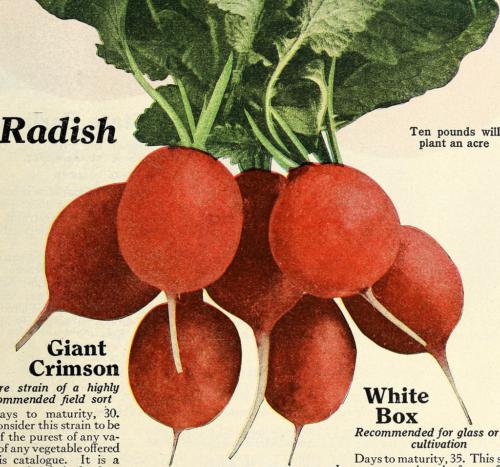 Radish
Ten pounds will
plant an acre
Giant
Crimson
re strain of a highly
ommended field sort
ays to maturity, 30.
onsider this strain to be
f the purest of any va-
of any vegetable offered
is catalogue. It is a
White
Box
Recommended for glass or
cultivation
Days to maturity, 35. This s